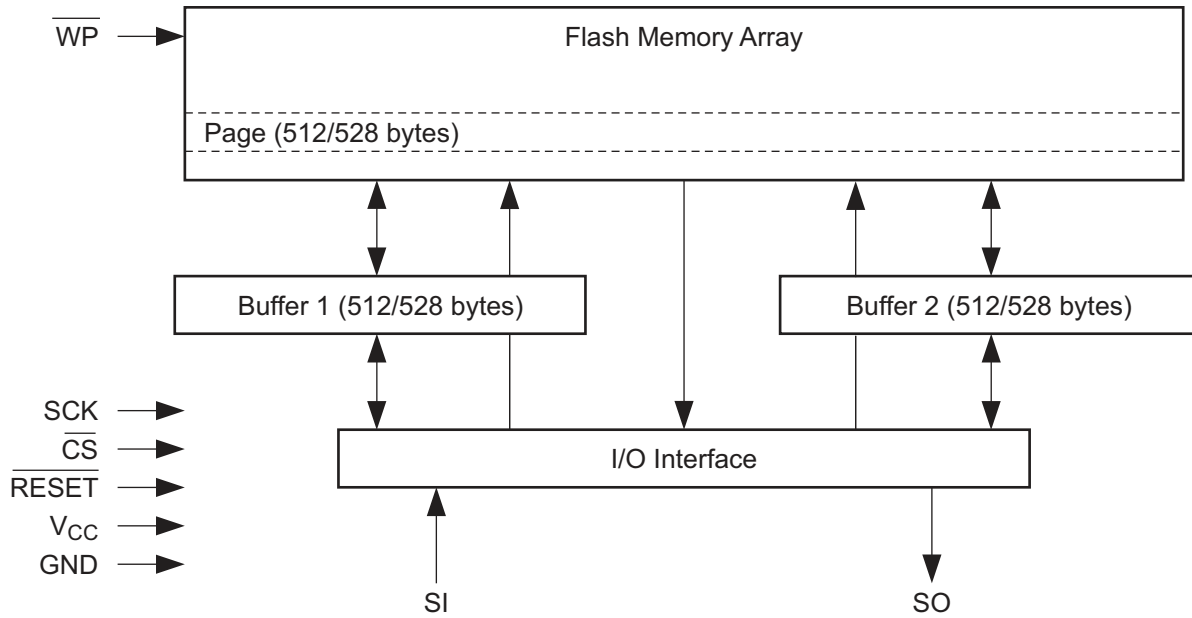 WP
Flash Memory Array
Page (512/528 bytes)
Buffer 1 (512/528 bytes)
Buffer 2 (512/528 bytes)
SCK
CS
RESET
VCC
GND
I/O Interface
SI
SO